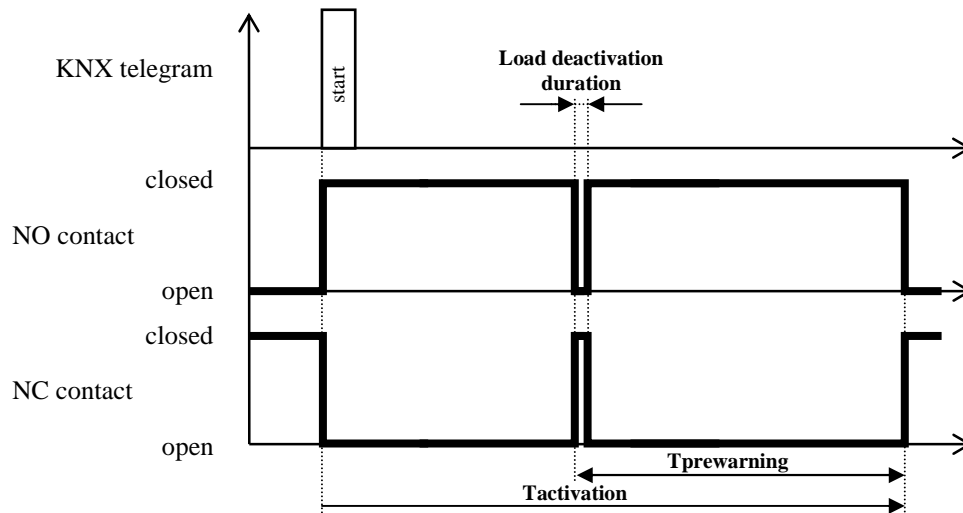 KNX telegram
start
Load deactivation
duration
closed
NO contact
open
closed
NC contact
open
Tprewarning
Tactivation